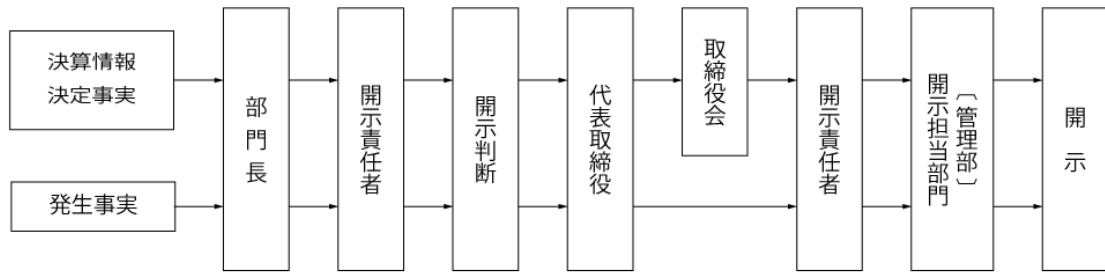 決算情報
決定事実
発生事実
部門長
開示責任者
開示判断
代表取締役
取締役会
開示責任者
開示担当部門
〔管理部〕
開示